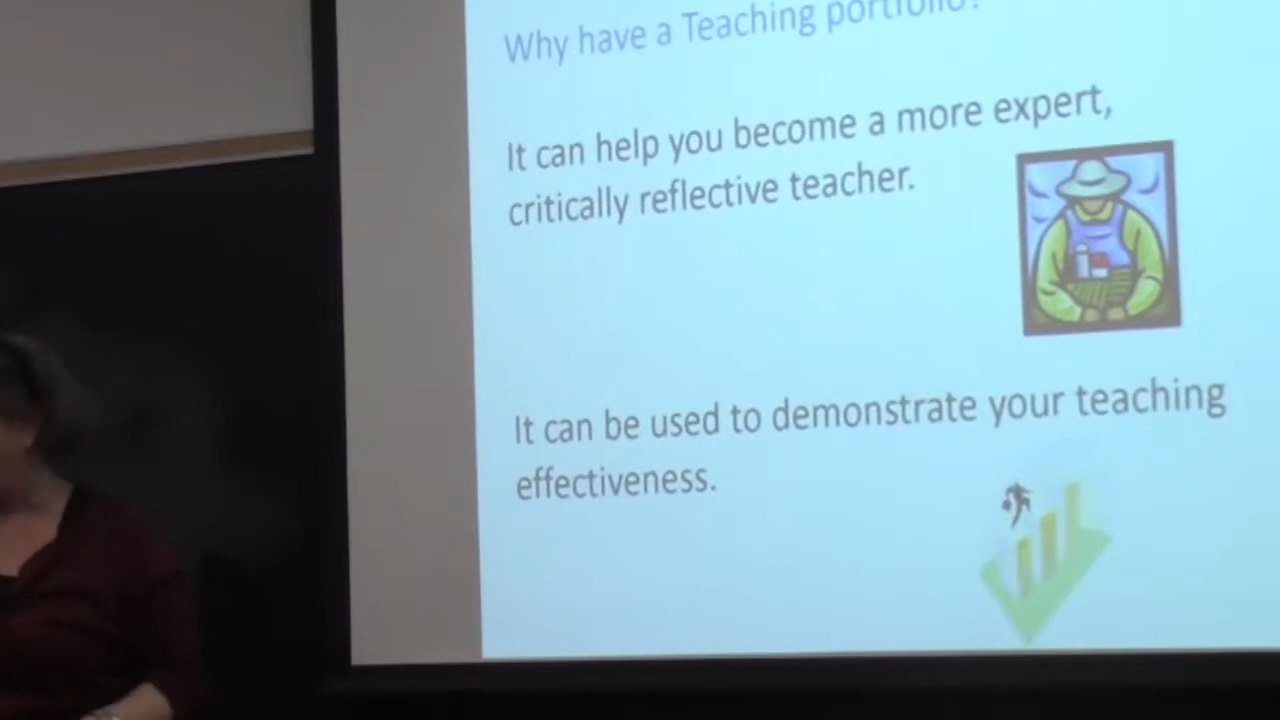 Why have a Teaching portfolio?
It can help you become a more expert,
critically reflective teacher.
It can be used to demonstrate your teaching
effectiveness.